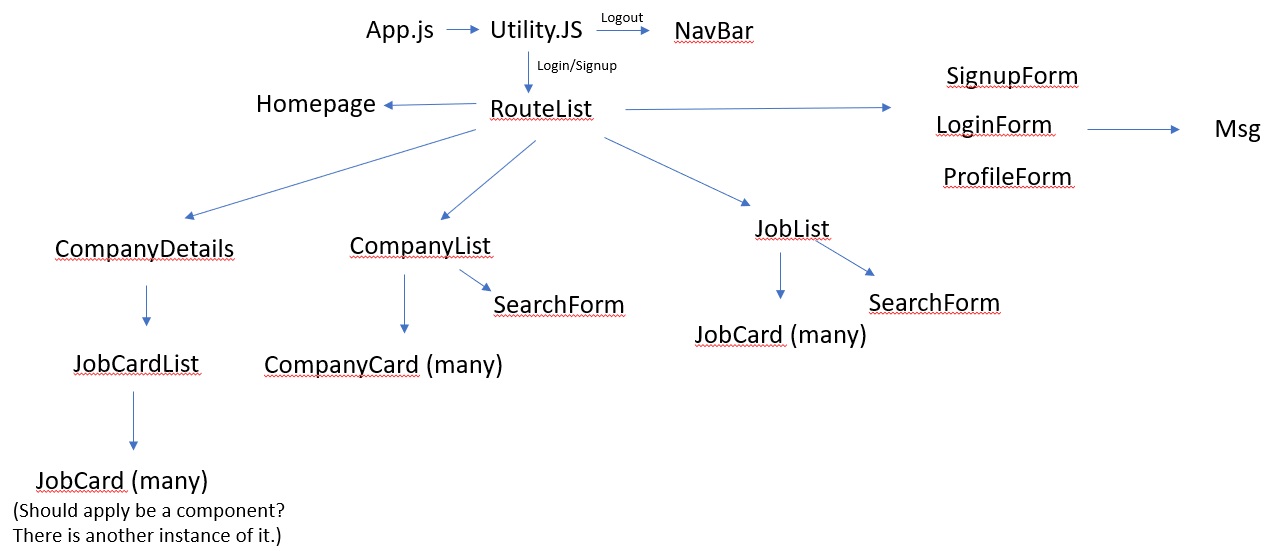 App.js
Utility.JS
Logout
NavBar
Login/Signup
SignupForm
Homepage
RouteList
LoginForm
Msg
ProfileForm
JobList
CompanyDetails
CompanyList
SearchForm
SearchForm
JobCard (many)
JobCardList
CompanyCard (many)
JobCard (many)
(Should apply be a component?
There is another instance of it.)